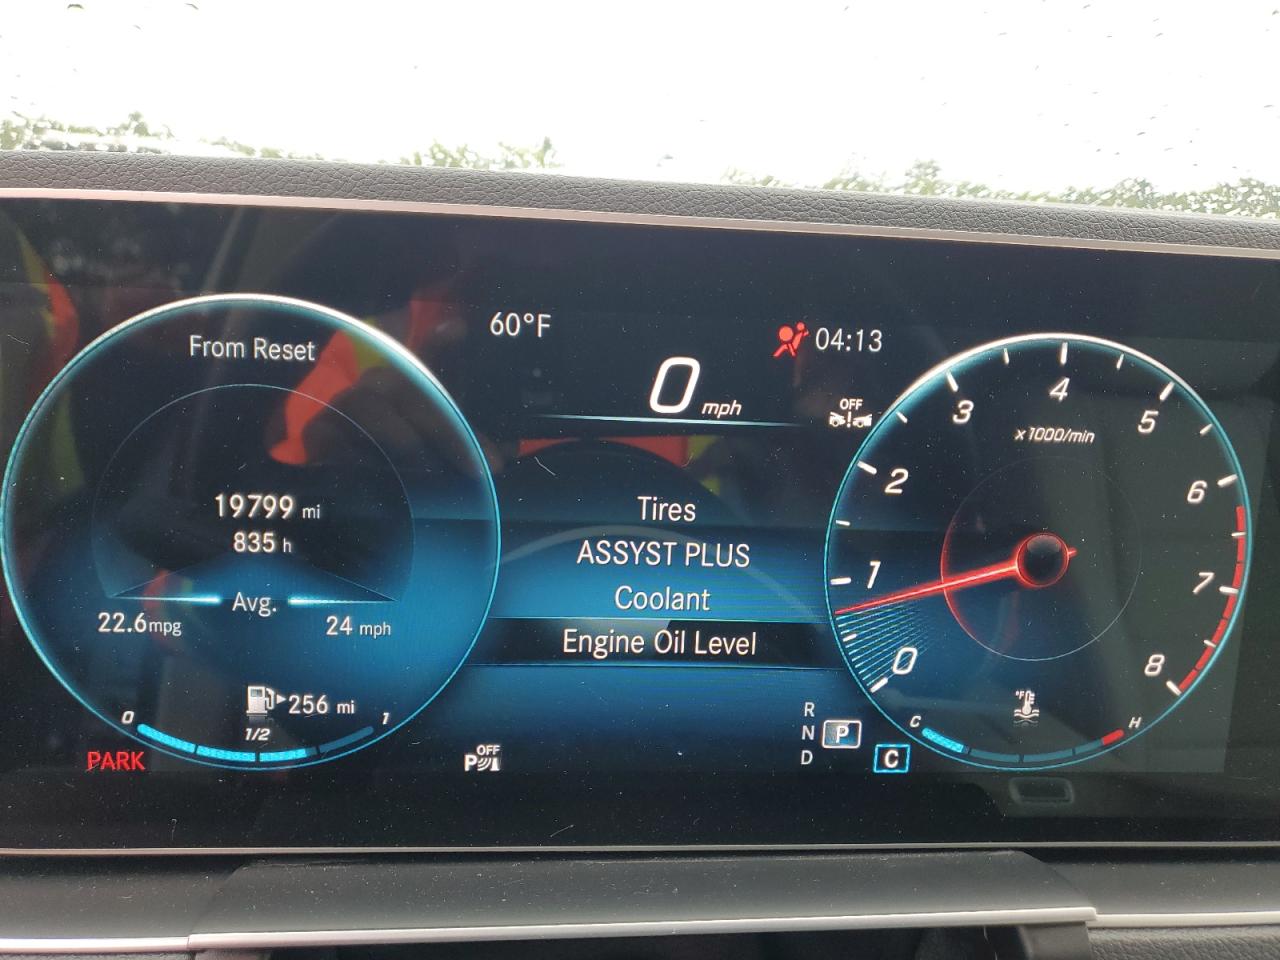 From Reset
19799 mi
835 h
Avg.
22.6mpg
24 mph
256 mi
0
1/2
1
PARK
60°F
04:13
0 mph
OFF
Tires
ASSYST PLUS
Coolant
Engine Oil Level
P OFF
R
N P
D
C
0
1
2
3
4
5
6
7
8
x1000/min
°F
C
H